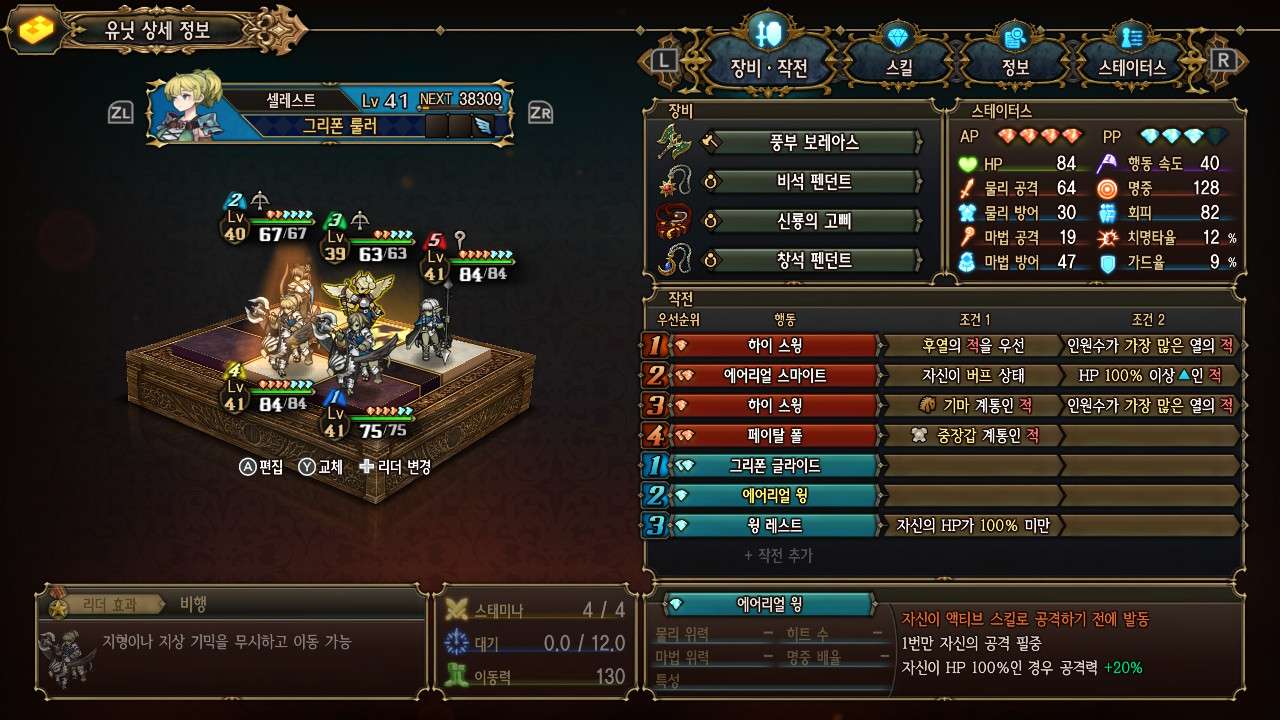 유닛 상세 정보
L
장비·작전
스킬
정보
스테이터스
R
ZL
셀레스트 Lv 41 NEXT 38309
그리폰 룰러
ZR
2 Lv 40 67/67
3 Lv 39 63/63
5 Lv 41 84/84
4 Lv 41 84/84
1 Lv 41 75/75
A 편집 Y 교체 리더 변경
리더 효과 비행
지형이나 지상 기믹을 무시하고 이동 가능
스태미나 4 / 4
대기 0.0 / 12.0
이동력 130
장비
풍부 보레아스
비석 펜던트
신룡의 고삐
창석 펜던트
스테이터스
AP PP
HP 84 행동 속도 40
물리 공격 64 명중 128
물리 방어 30 회피 82
마법 공격 19 치명타율 12 %
마법 방어 47 가드율 9 %
작전
우선순위 행동 조건 1 조건 2
1 하이 스윙 후열의 적을 우선 인원수가 가장 많은 열의 적
2 에어리얼 스마이트 자신이 버프 상태 HP 100% 이상▲인 적
3 하이 스윙 기마 계통인 적 인원수가 가장 많은 열의 적
4 페이탈 폴 중장갑 계통인 적
1 그리폰 글라이드
2 에어리얼 윙
3 윙 레스트 자신의 HP가 100% 미만
+ 작전 추가
에어리얼 윙
물리 위력 - 히트 수 -
마법 위력 - 명중 배율 -
특성
자신이 액티브 스킬로 공격하기 전에 발동
1번만 자신의 공격 필중
자신이 HP 100%인 경우 공격력 +20%